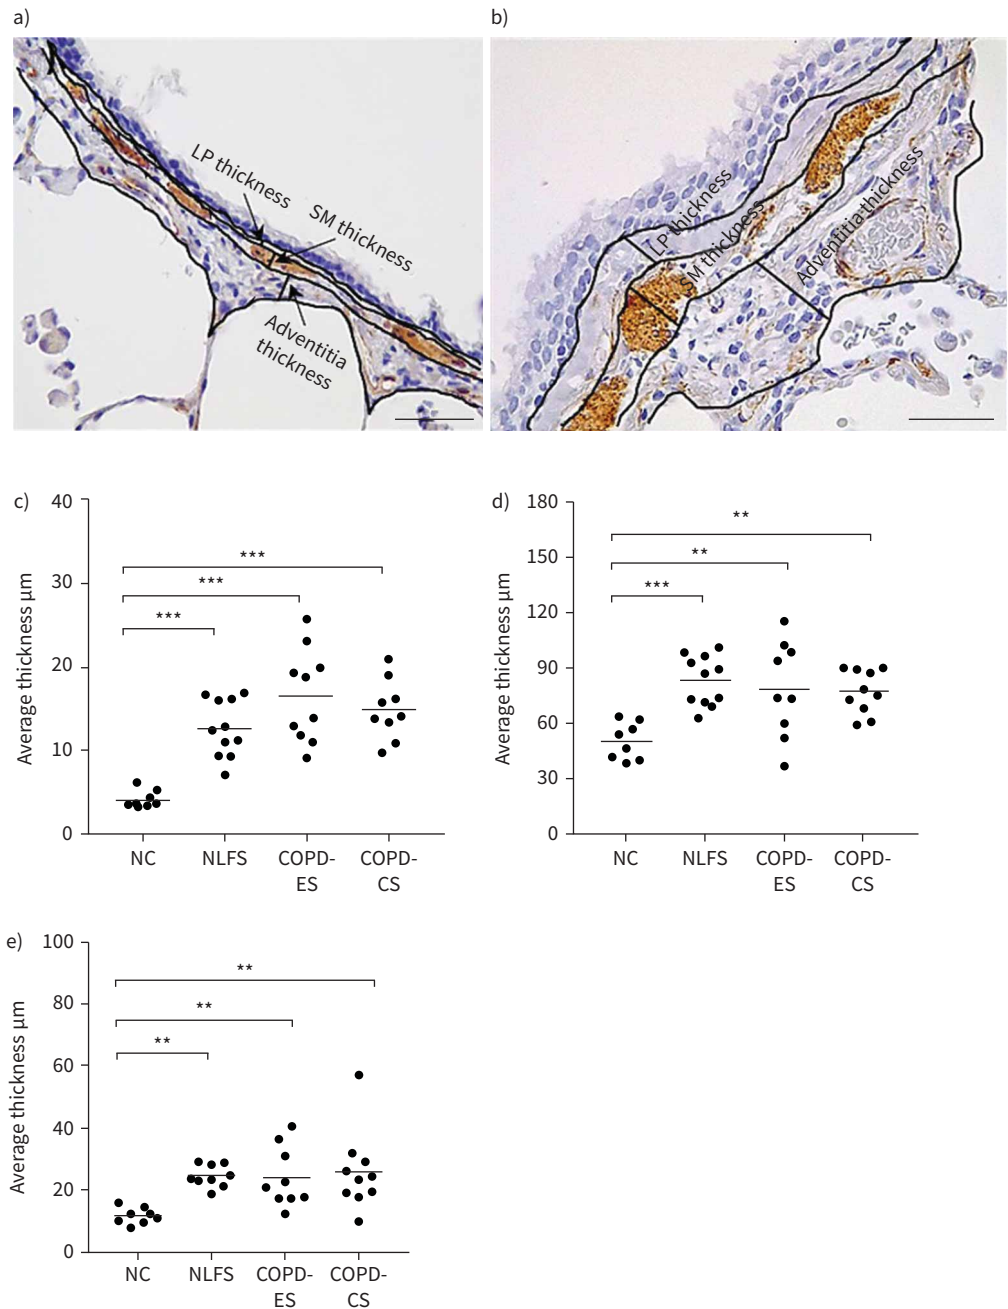 a)
b)
LP thickness
SM thickness
Adventitia
thickness
LP thickness
SM thickness
Adventitia thickness
c)
Average thickness µm
40
30
20
10
0
***
***
***
NC
NLFS
COPD-
ES
COPD-
CS
d)
Average thickness µm
180
150
120
90
60
30
0
**
**
***
NC
NLFS
COPD-
ES
COPD-
CS
e)
Average thickness µm
100
80
60
40
20
0
**
**
**
NC
NLFS
COPD-
ES
COPD-
CS